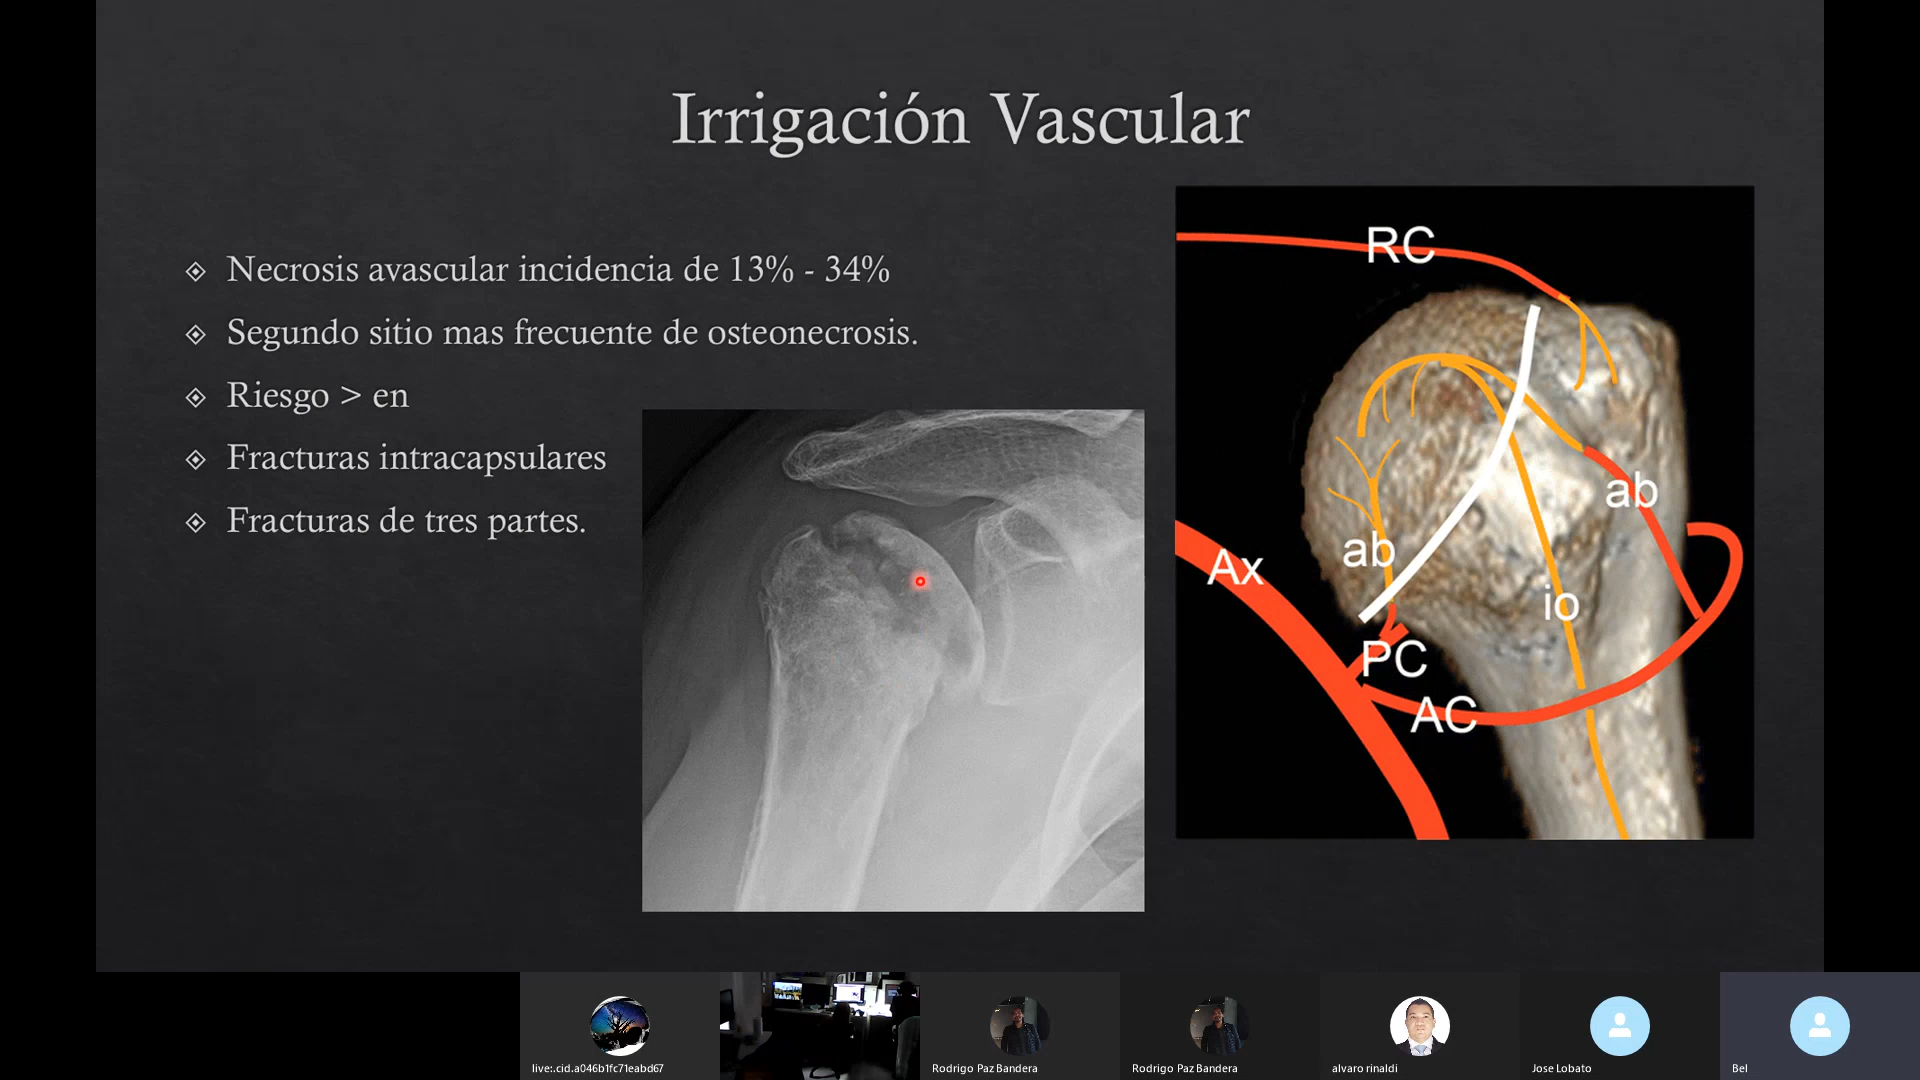 Irrigación Vascular
Necrosis avascular incidencia de 13% - 34%
Segundo sitio mas frecuente de osteonecrosis.
Riesgo > en
Fracturas intracapsulares
Fracturas de tres partes.
RC
ab
ab
Ax
io
PC
AC
live:.cid.a046b1fc71eabd67
Rodrigo Paz Bandera
Rodrigo Paz Bandera
alvaro rinaldi
Jose Lobato
Bel